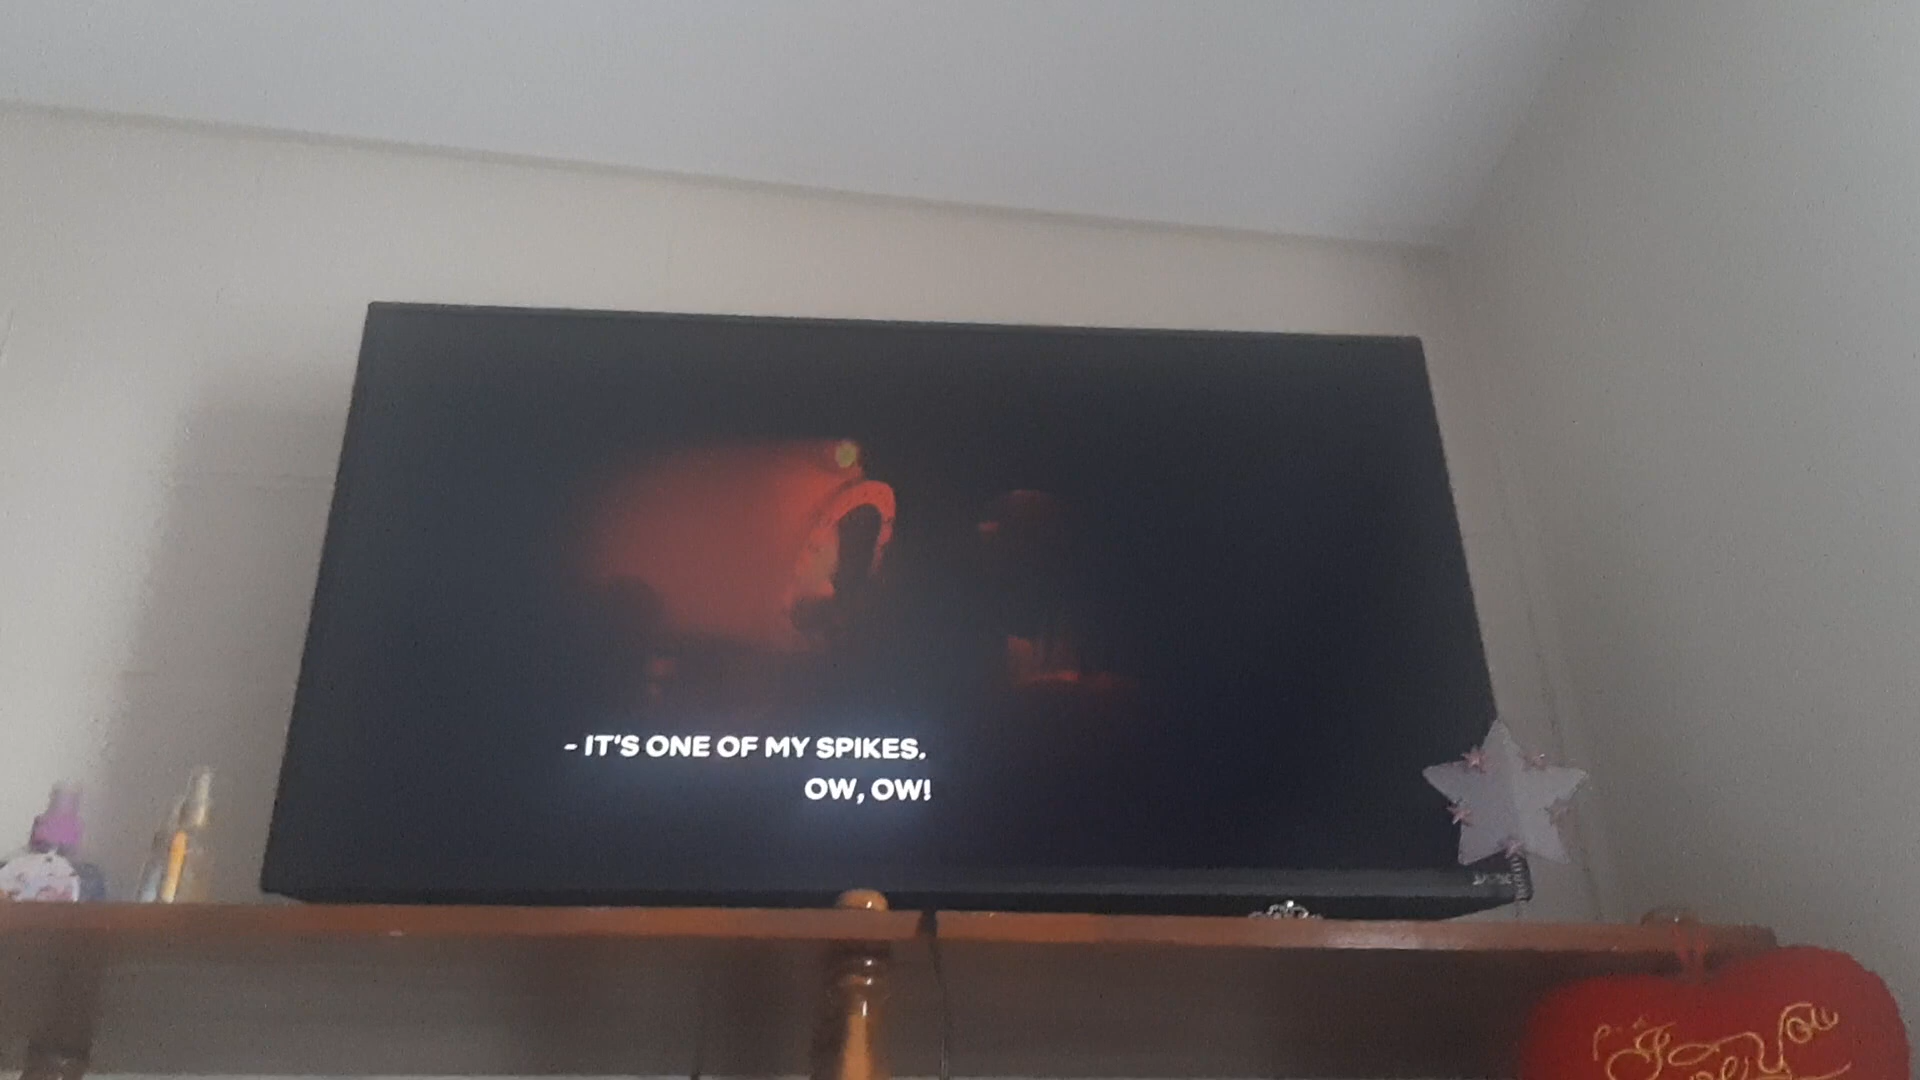 - IT'S ONE OF MY SPIKES.
OW, OW!